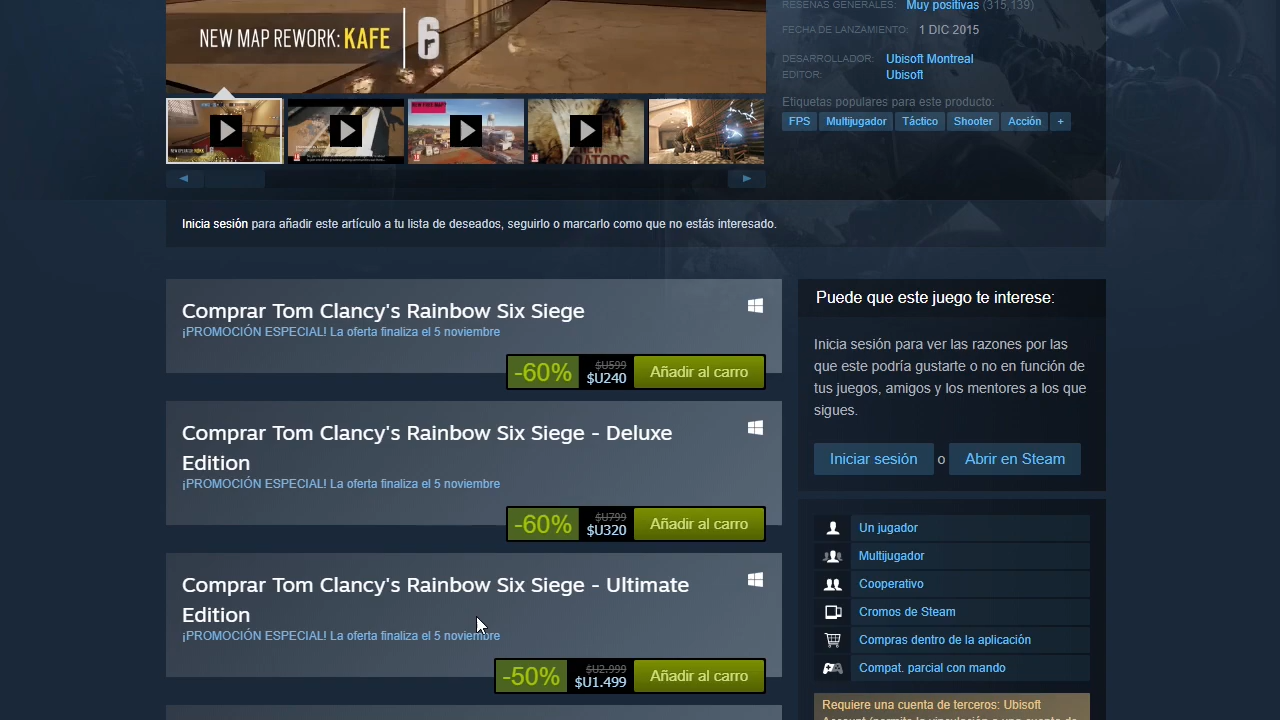 RESEÑAS GENERALES: Muy positivas (315,139)
NEW MAP REWORK: KAFE 6
FECHA DE LANZAMIENTO: 1 DIC 2015
DESARROLLADOR: Ubisoft Montreal
EDITOR: Ubisoft
Etiquetas populares para este producto:
FPS Multijugador Táctico Shooter Acción +
Inicia sesión para añadir este artículo a tu lista de deseados, seguirlo o marcarlo como que no estás interesado.
Comprar Tom Clancy's Rainbow Six Siege
¡PROMOCIÓN ESPECIAL! La oferta finaliza el 5 noviembre
-60% $U599 $U240 Añadir al carro
Comprar Tom Clancy's Rainbow Six Siege - Deluxe
Edition
¡PROMOCIÓN ESPECIAL! La oferta finaliza el 5 noviembre
-60% $U799 $U320 Añadir al carro
Comprar Tom Clancy's Rainbow Six Siege - Ultimate
Edition
¡PROMOCIÓN ESPECIAL! La oferta finaliza el 5 noviembre
-50% $U2.999 $U1.499 Añadir al carro
Puede que este juego te interese:
Inicia sesión para ver las razones por las
que este podría gustarte o no en función de
tus juegos, amigos y los mentores a los que
sigues.
Iniciar sesión o Abrir en Steam
Un jugador
Multijugador
Cooperativo
Cromos de Steam
Compras dentro de la aplicación
Compat. parcial con mando
Requiere una cuenta de terceros: Ubisoft